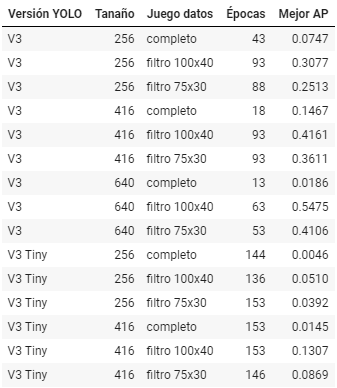 Versión YOLO Tanaño Juego datos Épocas Mejor AP
V3 256 completo 43 0.0747
V3 256 filtro 100x40 93 0.3077
V3 256 filtro 75x30 88 0.2513
V3 416 completo 18 0.1467
V3 416 filtro 100x40 93 0.4161
V3 416 filtro 75x30 93 0.3611
V3 640 completo 13 0.0186
V3 640 filtro 100x40 63 0.5475
V3 640 filtro 75x30 53 0.4106
V3 Tiny 256 completo 144 0.0046
V3 Tiny 256 filtro 100x40 136 0.0510
V3 Tiny 256 filtro 75x30 153 0.0392
V3 Tiny 416 completo 153 0.0145
V3 Tiny 416 filtro 100x40 153 0.1307
V3 Tiny 416 filtro 75x30 146 0.0869